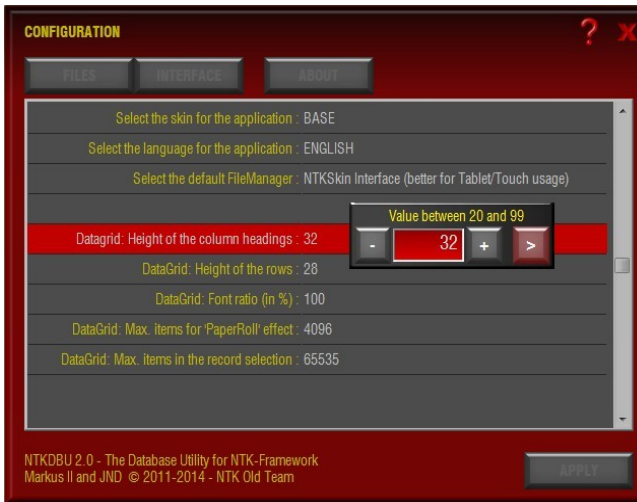 CONFIGURATION
? X
FILES INTERFACE ABOUT
Select the skin for the application : BASE
Select the language for the application : ENGLISH
Select the default FileManager : NTKSkin Interface (better for Tablet/Touch usage)
Value between 20 and 99
Datagrid: Height of the column headings : 32
- 32 + >
DataGrid: Height of the rows : 28
DataGrid: Font ratio (in %) : 100
DataGrid: Max. items for 'PaperRoll' effect : 4096
DataGrid: Max. items in the record selection : 65535
NTKDBU 2.0 - The Database Utility for NTK-Framework
Markus II and JND © 2011-2014 - NTK Old Team
APPLY